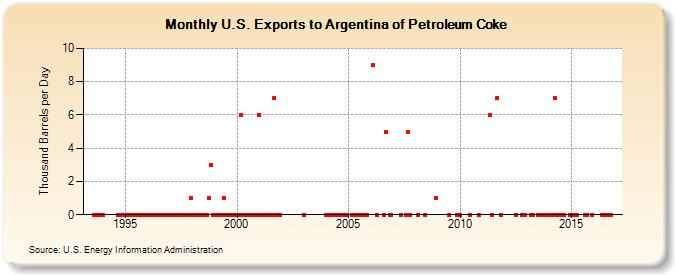 Monthly U.S. Exports to Argentina of Petroleum Coke
Thousand Barrels per Day
10
8
6
4
2
0
1995 2000 2005 2010 2015
Source: U.S. Energy Information Administration